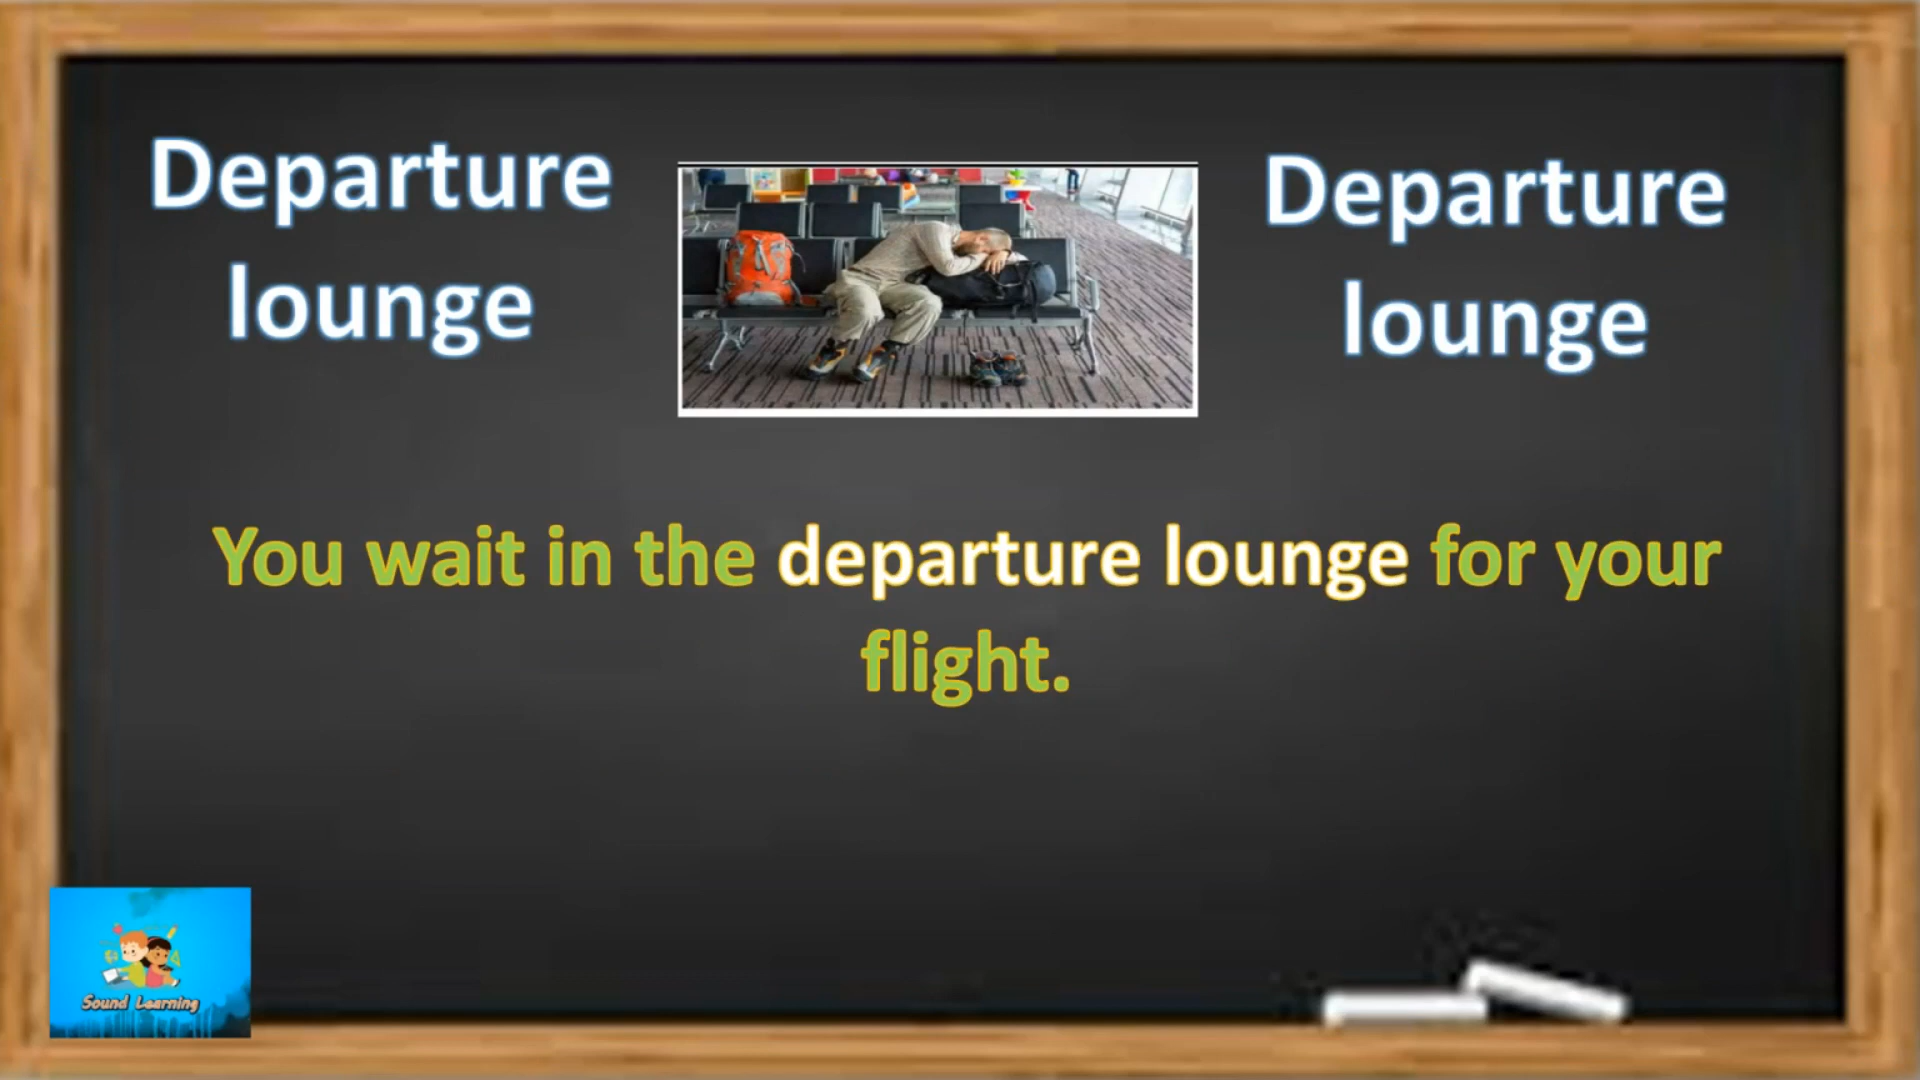 Departure
lounge
Departure
lounge
You wait in the departure lounge for your
flight.
Sound Learning